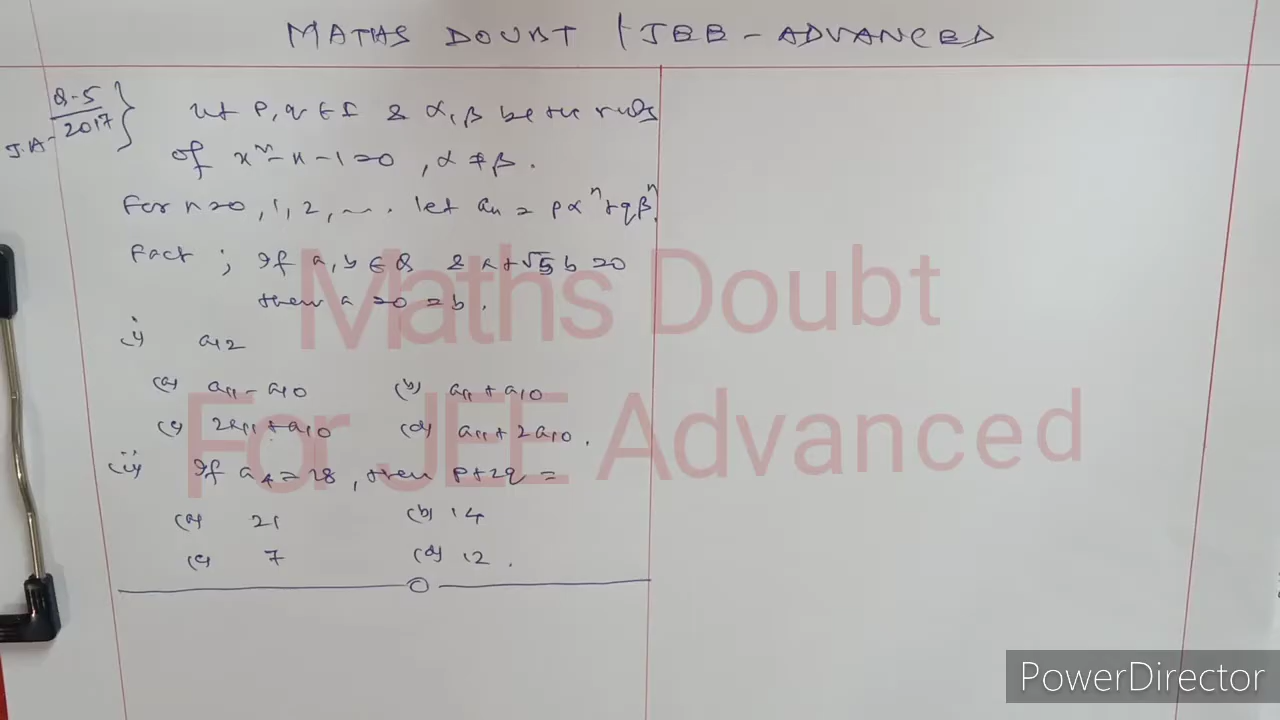 MATHS DOUBT | JEE - ADVANCED
Q.5
J.A - 2017
Let P, q ∈ I & α, β be the roots
of x² - x - 1 = 0 , α ≠ β .
For n = 0 , 1 , 2 , .... let aₙ = pαⁿ + qβⁿ.
Fact ; If a, b ∈ Q & a + √5 b = 0
then a = 0 = b .
i) a₁₂
(a) a₁₁ - a₁₀ (b) a₁₁ + a₁₀
(c) 2a₁₁ + a₁₀ (d) a₁₁ + 2a₁₀ .
ii) If a₄ = 28 , then P + 2q =
(a) 21 (b) 14
(c) 7 (d) 12 .
Maths Doubt
For JEE Advanced
PowerDirector